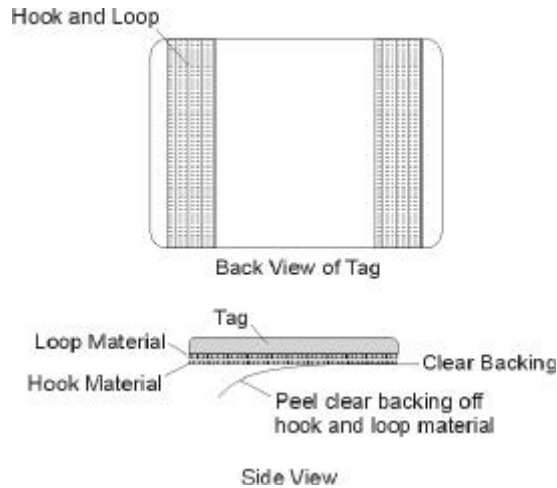 Hook and Loop
Back View of Tag
Tag
Loop Material
Clear Backing
Hook Material
Peel clear backing off
hook and loop material
Side View